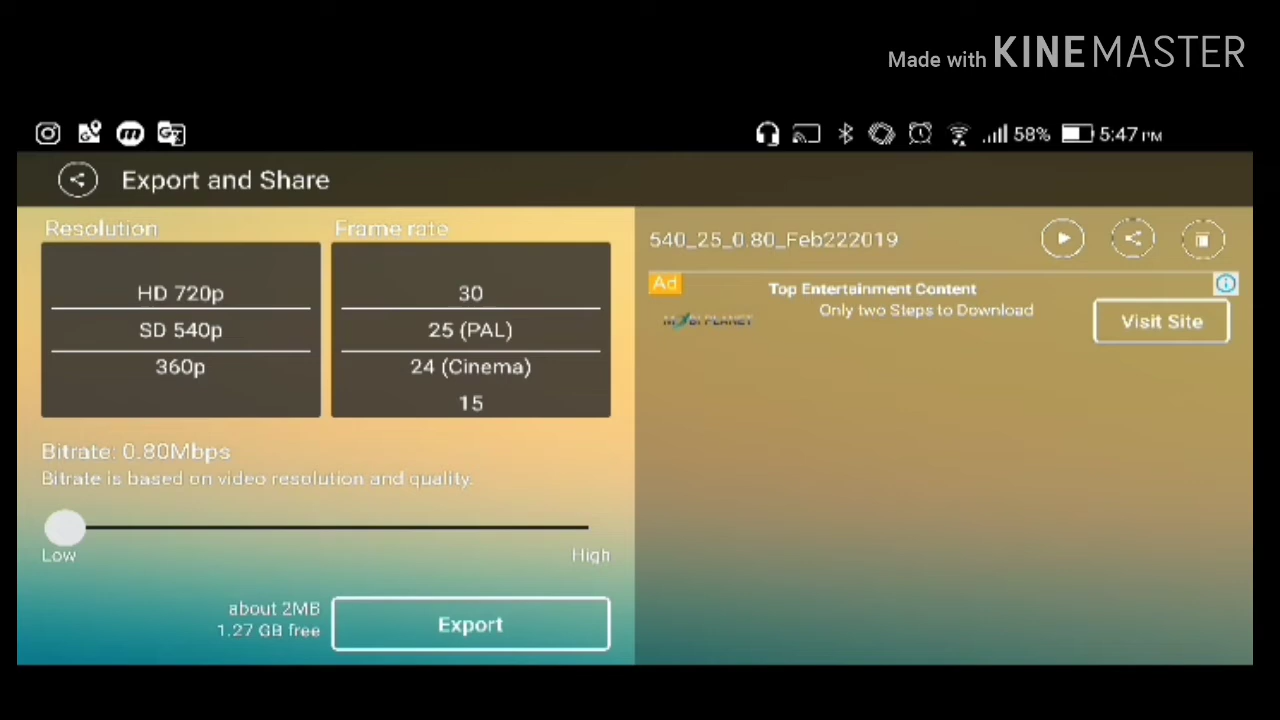 Made with KINEMASTER
58% 5:47 PM
Export and Share
Resolution
HD 720p
SD 540p
360p
Frame rate
30
25 (PAL)
24 (Cinema)
15
Bitrate: 0.80Mbps
Bitrate is based on video resolution and quality.
Low
High
about 2MB
1.27 GB free
Export
540_25_0.80_Feb222019
Ad
Top Entertainment Content
Only two Steps to Download
MOBI PLANET
Visit Site